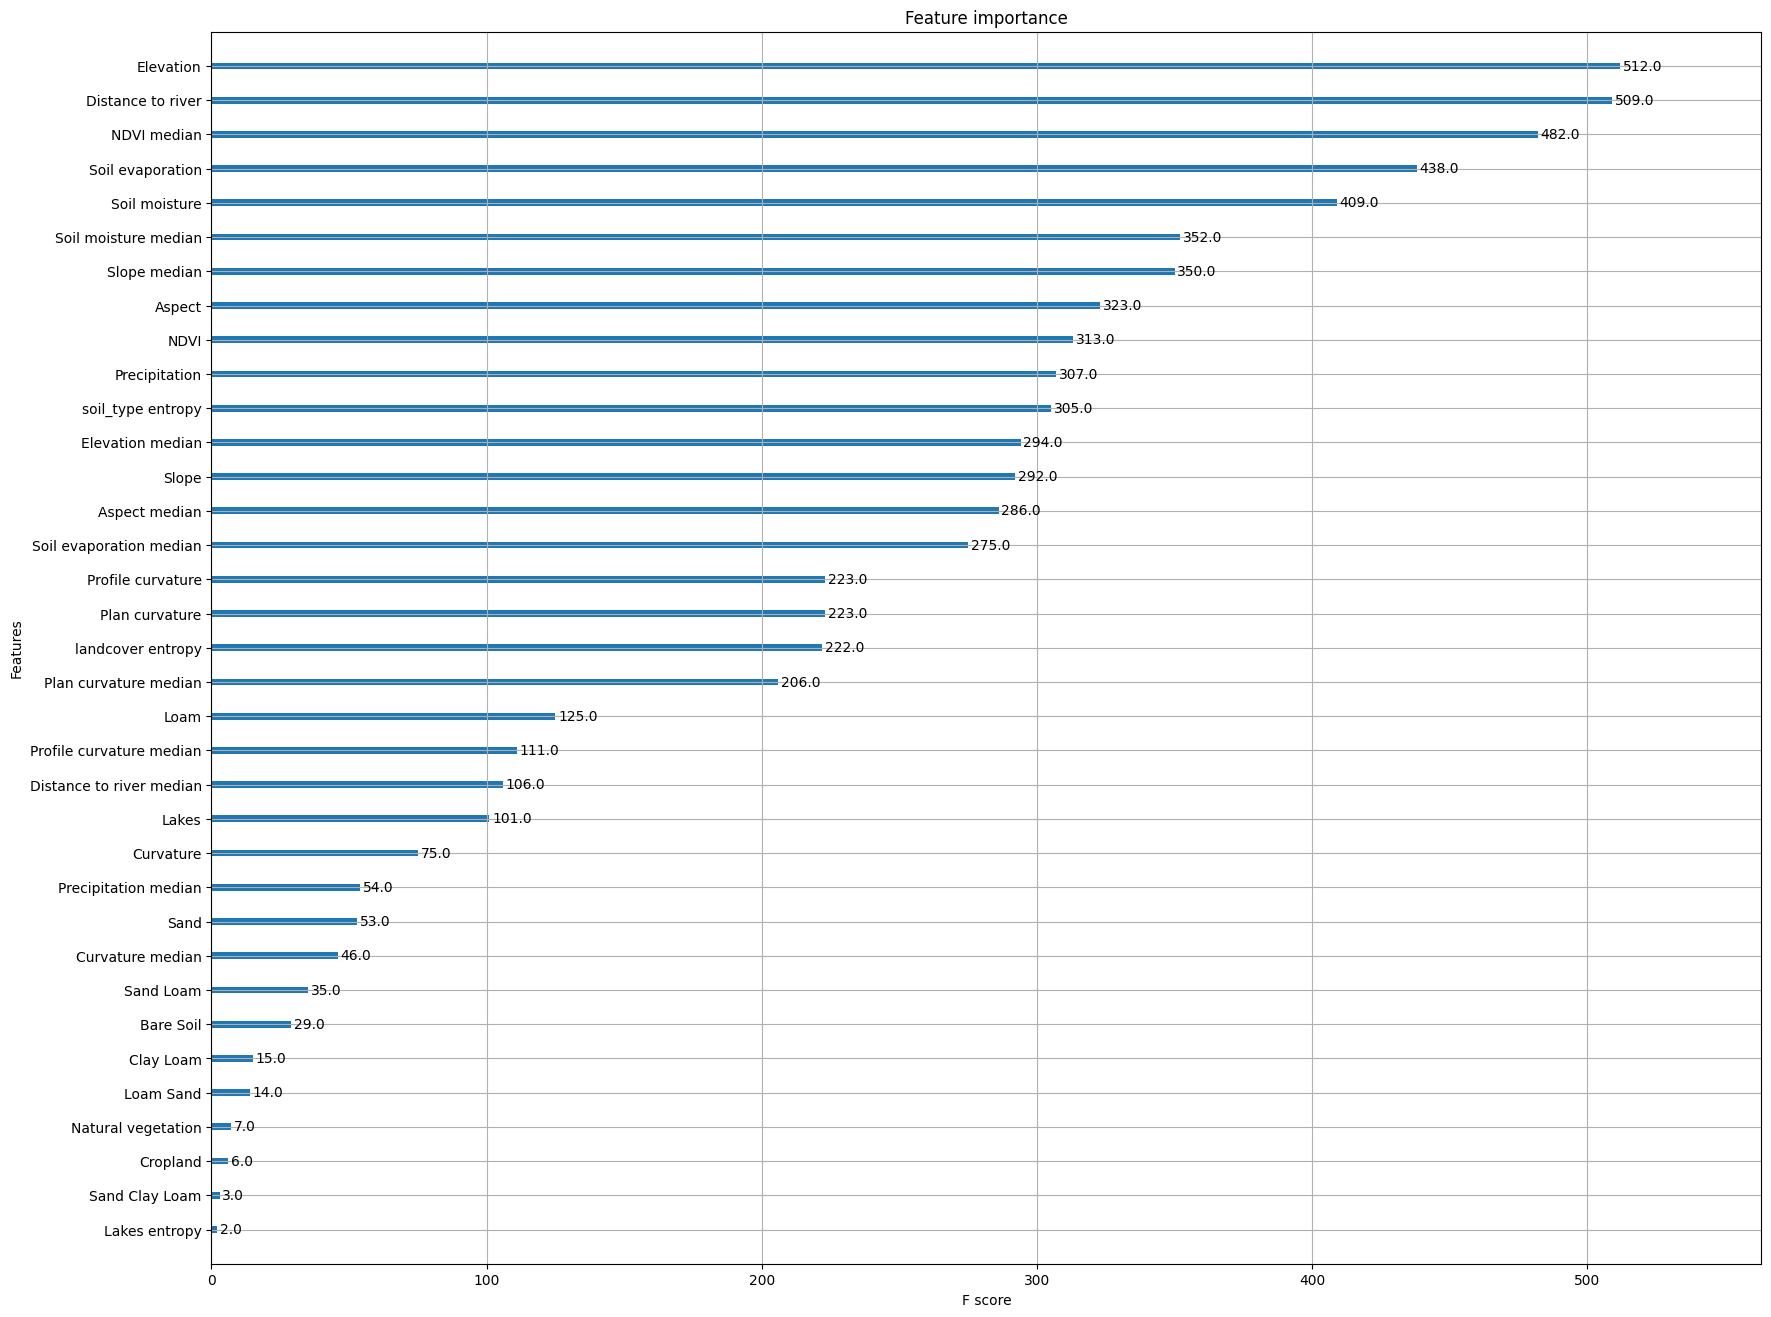 Feature importance
Features
Elevation 512.0
Distance to river 509.0
NDVI median 482.0
Soil evaporation 438.0
Soil moisture 409.0
Soil moisture median 352.0
Slope median 350.0
Aspect 323.0
NDVI 313.0
Precipitation 307.0
soil_type entropy 305.0
Elevation median 294.0
Slope 292.0
Aspect median 286.0
Soil evaporation median 275.0
Profile curvature 223.0
Plan curvature 223.0
landcover entropy 222.0
Plan curvature median 206.0
Loam 125.0
Profile curvature median 111.0
Distance to river median 106.0
Lakes 101.0
Curvature 75.0
Precipitation median 54.0
Sand 53.0
Curvature median 46.0
Sand Loam 35.0
Bare Soil 29.0
Clay Loam 15.0
Loam Sand 14.0
Natural vegetation 7.0
Cropland 6.0
Sand Clay Loam 3.0
Lakes entropy 2.0
0 100 200 300 400 500
F score